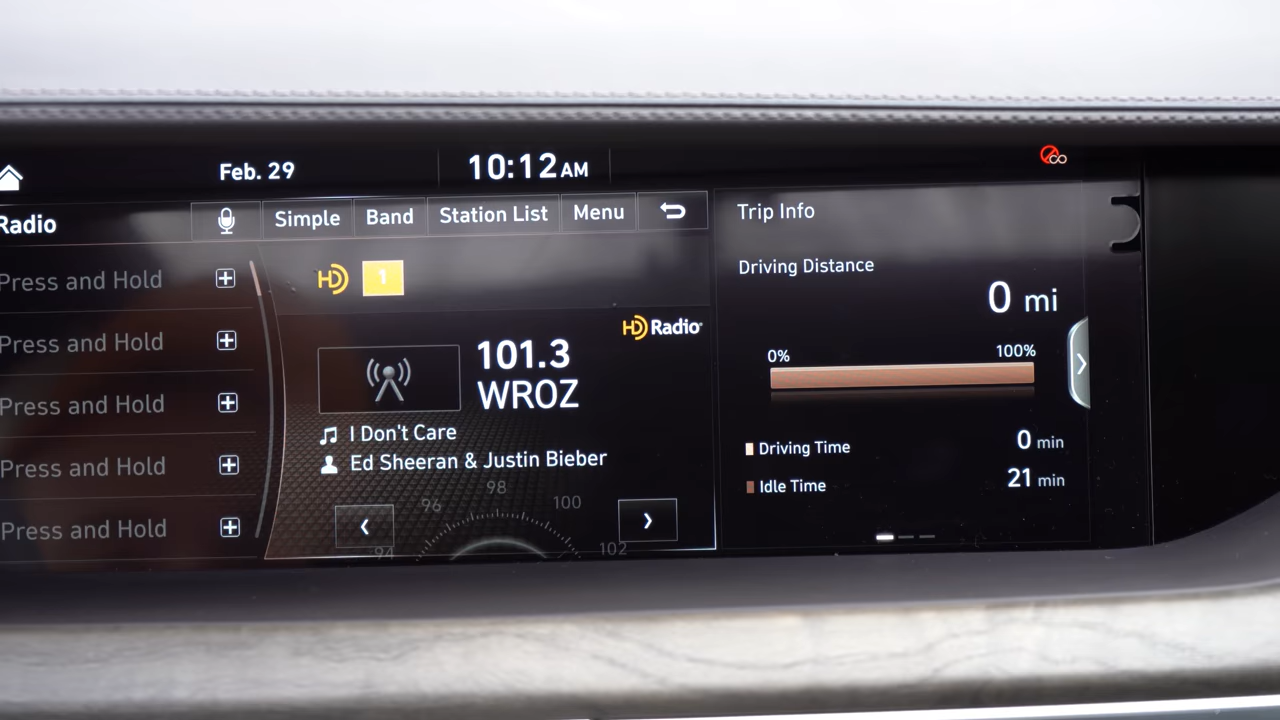 Feb. 29
10:12 AM
Radio
Simple
Band
Station List
Menu
Press and Hold
Press and Hold
Press and Hold
Press and Hold
Press and Hold
HD 1
HD Radio
101.3
WROZ
I Don't Care
Ed Sheeran & Justin Bieber
94
96
98
100
102
Trip Info
Driving Distance
0 mi
0% 100%
Driving Time 0 min
Idle Time 21 min